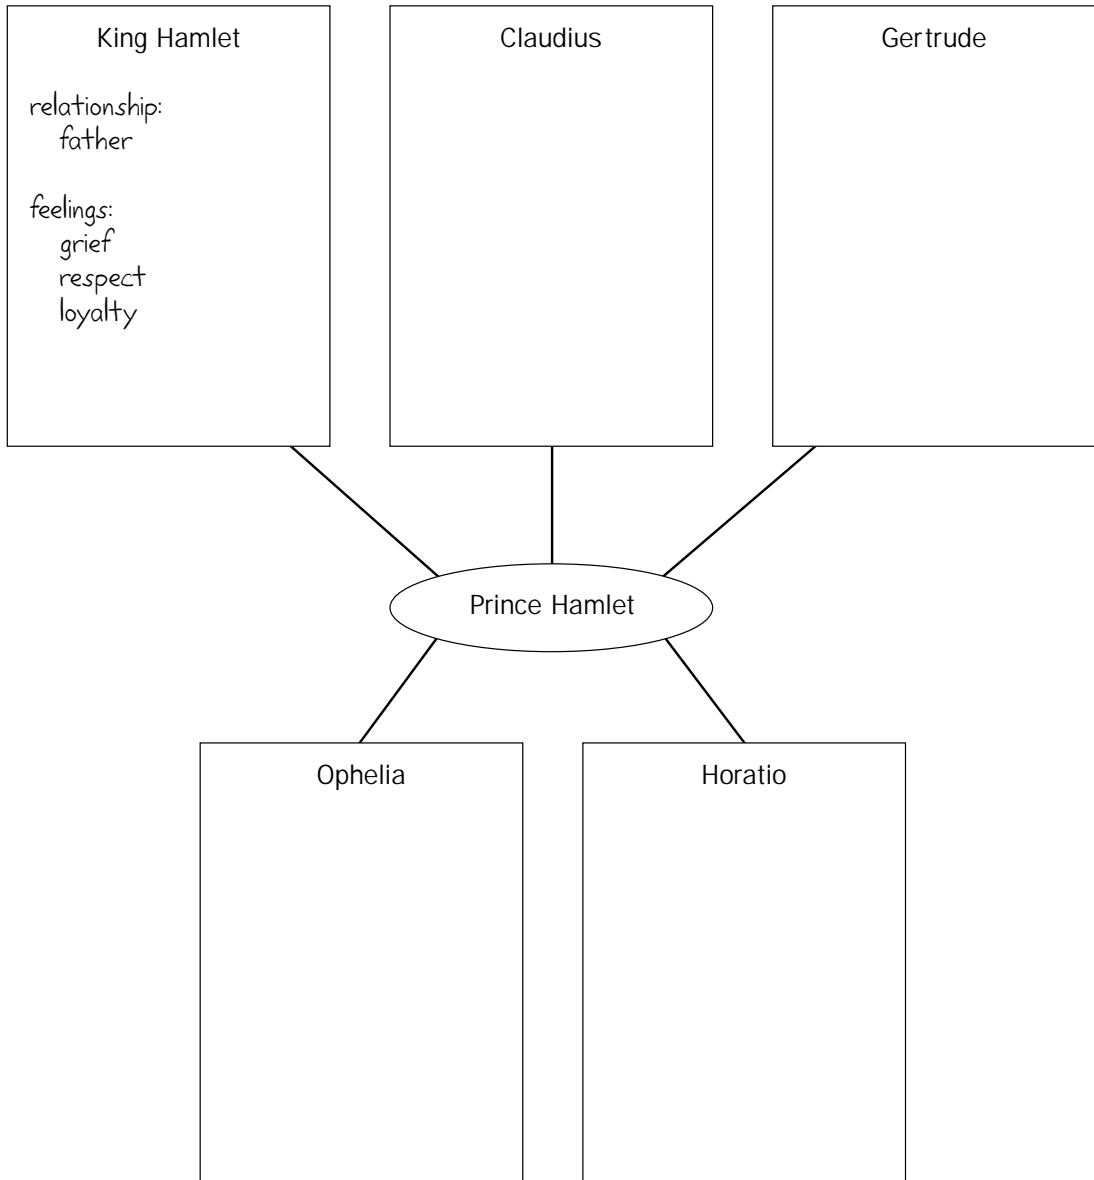 King Hamlet
relationship:
father
feelings:
grief
respect
loyalty
Claudius
Gertrude
Prince Hamlet
Ophelia
Horatio